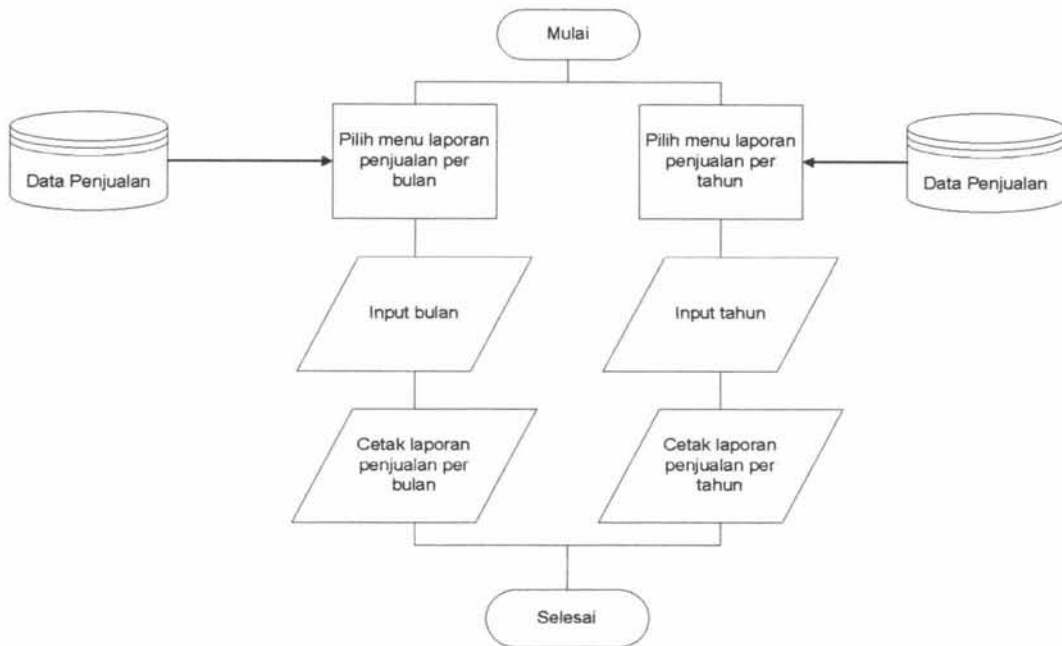 Mulai
Pilih menu laporan
penjualan per
bulan
Pilih menu laporan
penjualan per
tahun
Data Penjualan
Data Penjualan
Input bulan
Input tahun
Cetak laporan
penjualan per
bulan
Cetak laporan
penjualan per
tahun
Selesai